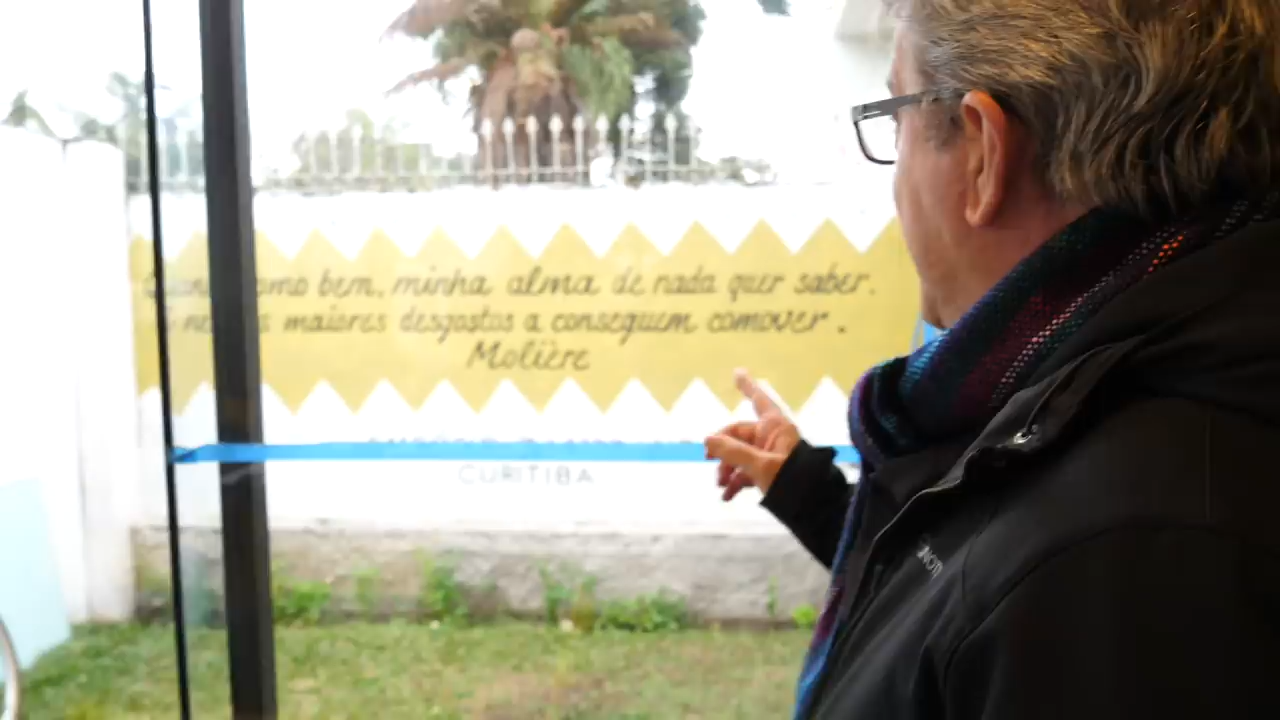 como bem, minha alma de nada quer saber.
maiores desgostos a conseguem comover.
Molière
CURITIBA